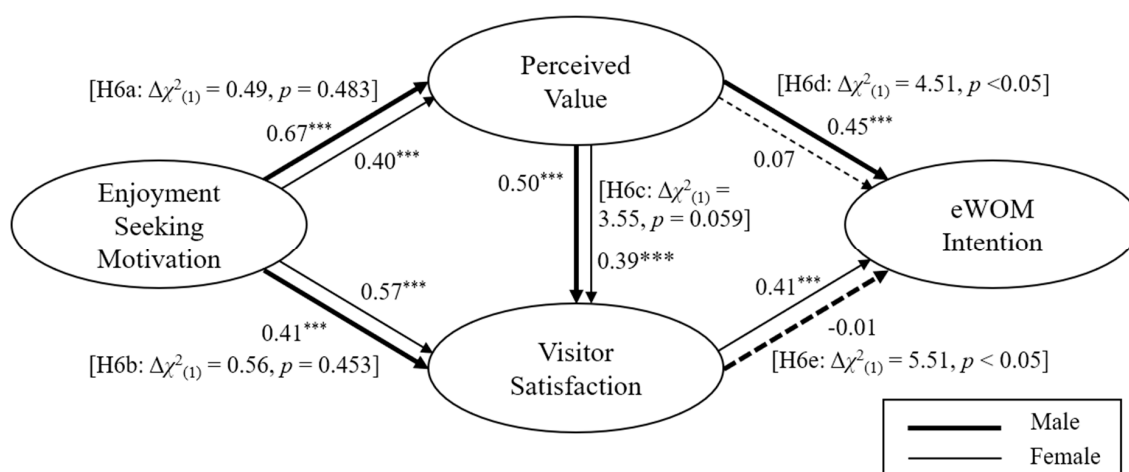 [H6a: Δχ²₍₁₎ = 0.49, p = 0.483]
0.67***
0.40***
Perceived
Value
[H6d: Δχ²₍₁₎ = 4.51, p <0.05]
0.45***
0.07
Enjoyment
Seeking
Motivation
0.50***
[H6c: Δχ²₍₁₎ =
3.55, p = 0.059]
0.39***
eWOM
Intention
0.57***
0.41***
[H6b: Δχ²₍₁₎ = 0.56, p = 0.453]
Visitor
Satisfaction
0.41***
-0.01
[H6e: Δχ²₍₁₎ = 5.51, p < 0.05]
Male
Female